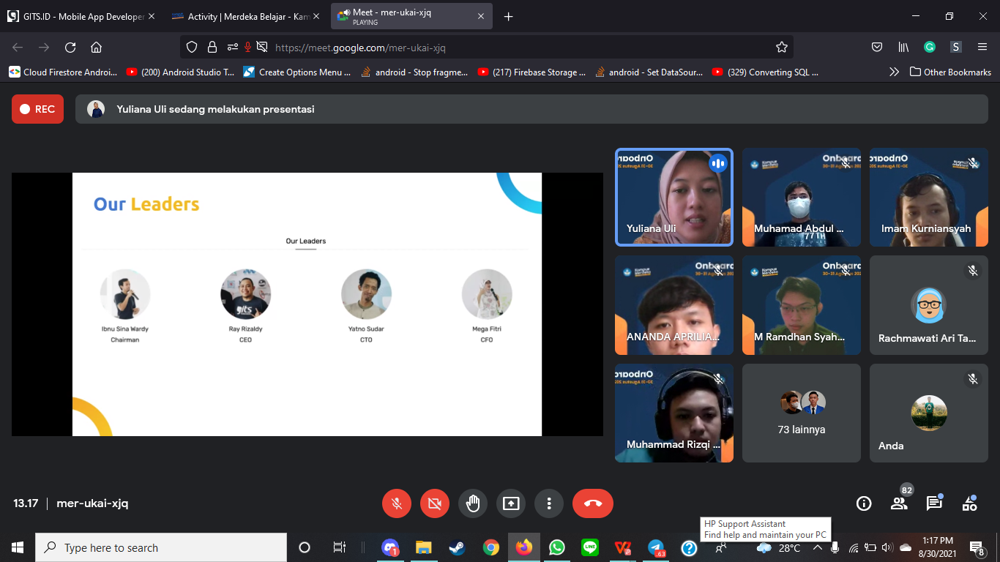 GITS.ID - Mobile App Developer
Activity | Merdeka Belajar - Kam
Meet - mer-ukai-xjq
PLAYING
https://meet.google.com/mer-ukai-xjq
Cloud Firestore Androi...
(200) Android Studio T...
Create Options Menu ...
android - Stop fragme...
(217) Firebase Storage ...
android - Set DataSour...
(329) Converting SQL ...
Other Bookmarks
REC
Yuliana Uli sedang melakukan presentasi
Our Leaders
Our Leaders
Ibnu Sina Wardy
Chairman
Ray Rizaldy
CEO
Yatno Sudar
CTO
Mega Fitri
CFO
Yuliana Uli
Muhamad Abdul ...
Imam Kurniansyah
ANANDA APRILIA...
M Ramdhan Syah...
Rachmawati Ari Ta...
Muhammad Rizqi ...
73 lainnya
Anda
13.17
mer-ukai-xjq
82
HP Support Assistant
Find help and maintain your PC
Type here to search
28°C
1:17 PM
8/30/2021
8